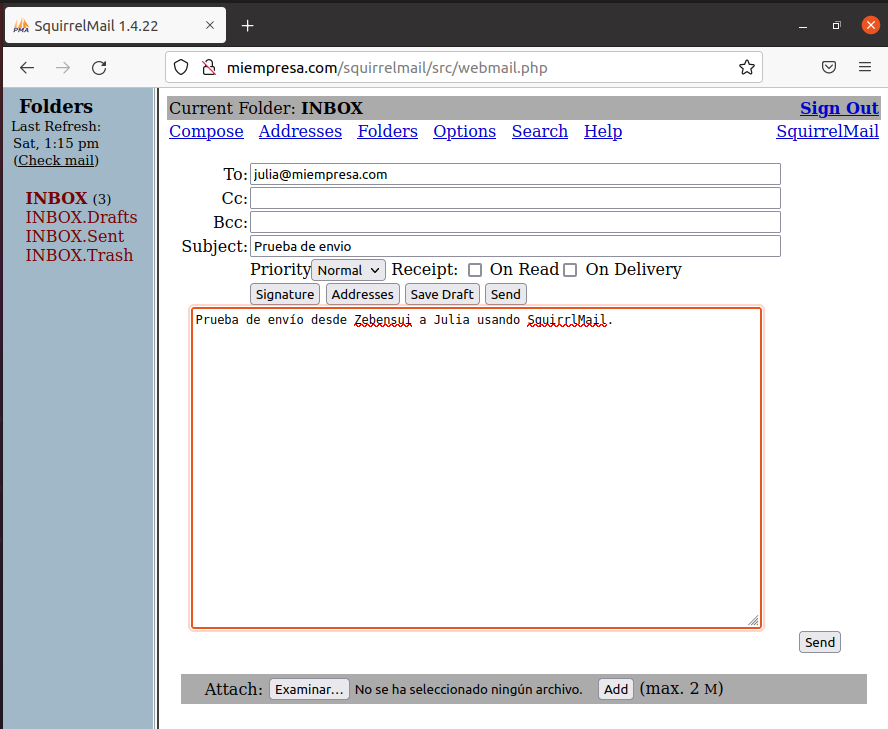 PMA SquirrelMail 1.4.22
miempresa.com/squirrelmail/src/webmail.php
Folders
Last Refresh:
Sat, 1:15 pm
(Check mail)
INBOX (3)
INBOX.Drafts
INBOX.Sent
INBOX.Trash
Current Folder: INBOX Sign Out
Compose Addresses Folders Options Search Help SquirrelMail
To: julia@miempresa.com
Cc:
Bcc:
Subject: Prueba de envio
Priority Normal Receipt: On Read On Delivery
Signature Addresses Save Draft Send
Prueba de envío desde Zebensui a Julia usando SquirrlMail.
Send
Attach: Examinar... No se ha seleccionado ningún archivo. Add (max. 2 M)